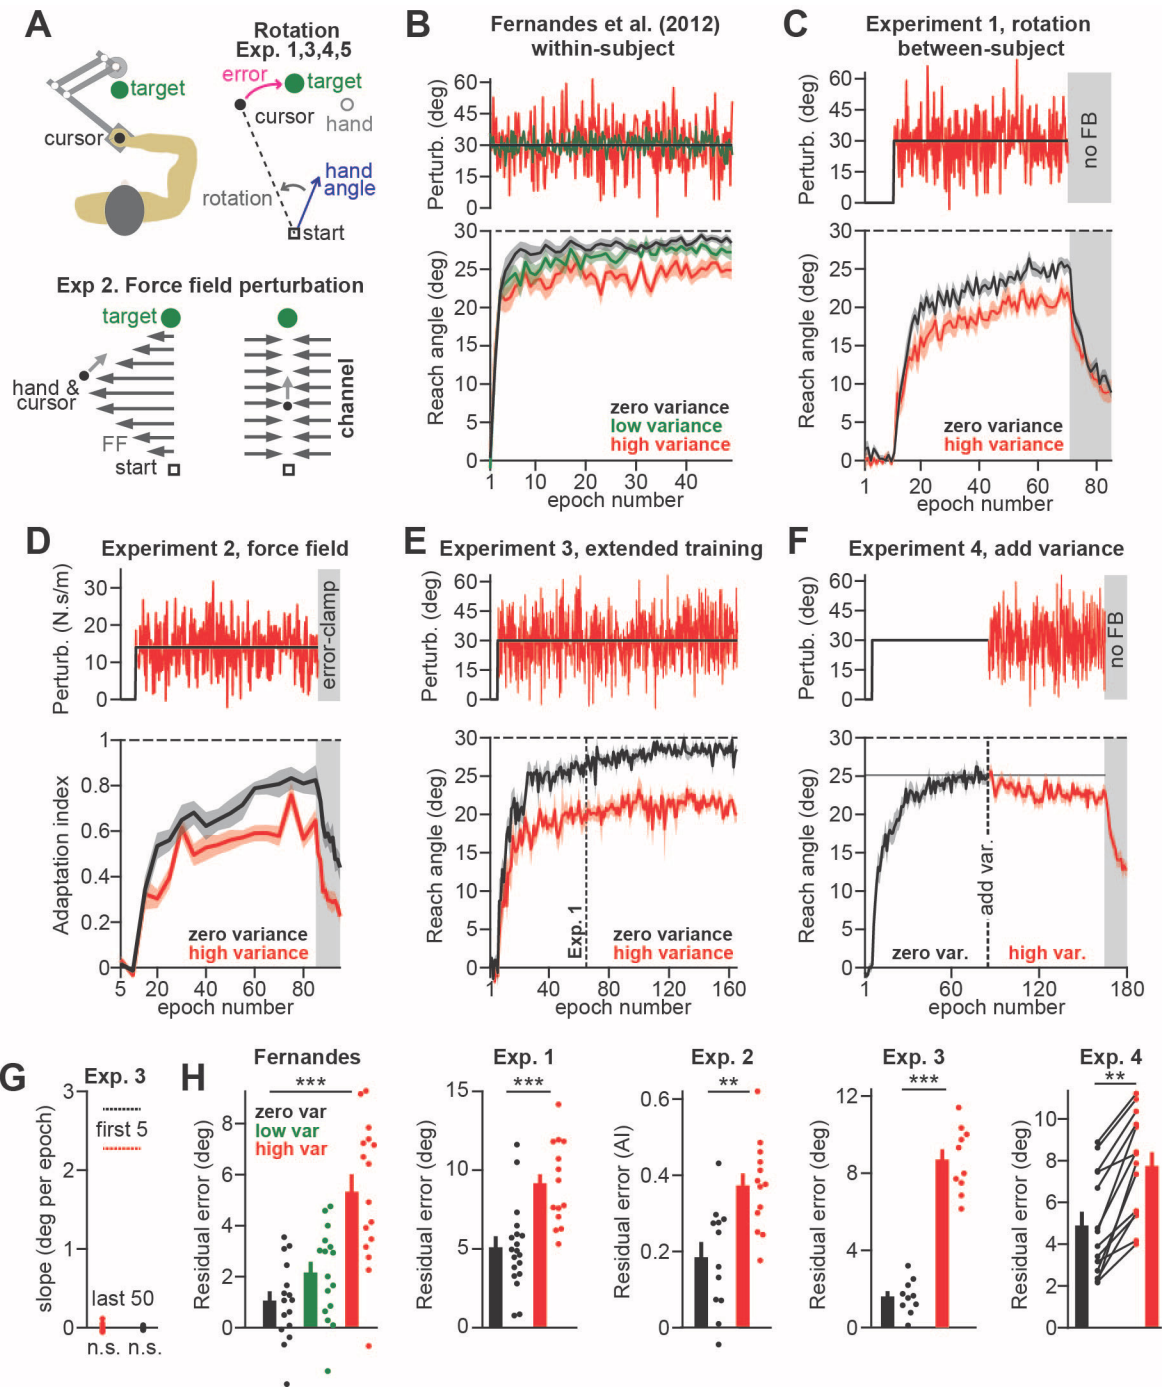 A
Rotation
Exp. 1,3,4,5
error
target
target
cursor
hand
cursor
hand
angle
rotation
start
Exp 2. Force field perturbation
target
hand &
cursor
FF
start
channel
B
Fernandes et al. (2012)
within-subject
Perturb. (deg)
60
45
30
15
0
Reach angle (deg)
30
25
20
15
10
5
0
zero variance
low variance
high variance
1
10
20
30
40
epoch number
C
Experiment 1, rotation
between-subject
Perturb. (deg)
60
45
30
15
0
no FB
Reach angle (deg)
30
25
20
15
10
5
0
zero variance
high variance
1
20
40
60
80
epoch number
D
Experiment 2, force field
Perturb. (N.s/m)
30
20
10
0
error-clamp
Adaptation index
1
0.8
0.6
0.4
0.2
0
zero variance
high variance
5
20
40
60
80
epoch number
E
Experiment 3, extended training
Perturb. (deg)
60
45
30
15
0
Reach angle (deg)
30
25
20
15
10
5
0
Exp. 1
zero variance
high variance
1
40
80
120
160
epoch number
F
Experiment 4, add variance
Pertub. (deg)
60
45
30
15
0
no FB
Reach angle (deg)
30
25
20
15
10
5
0
add var.
zero var.
high var.
1
60
120
180
epoch number
G
Exp. 3
slope (deg per epoch)
3
2
1
0
first 5
last 50
n.s. n.s.
H
Fernandes
***
zero var
low var
high var
Residual error (deg)
8
6
4
2
0
Exp. 1
***
Residual error (deg)
15
10
5
0
Exp. 2
**
Residual error (AI)
0.6
0.4
0.2
0
Exp. 3
***
Residual error (deg)
12
8
4
0
Exp. 4
**
Residual error (deg)
10
8
6
4
2
0